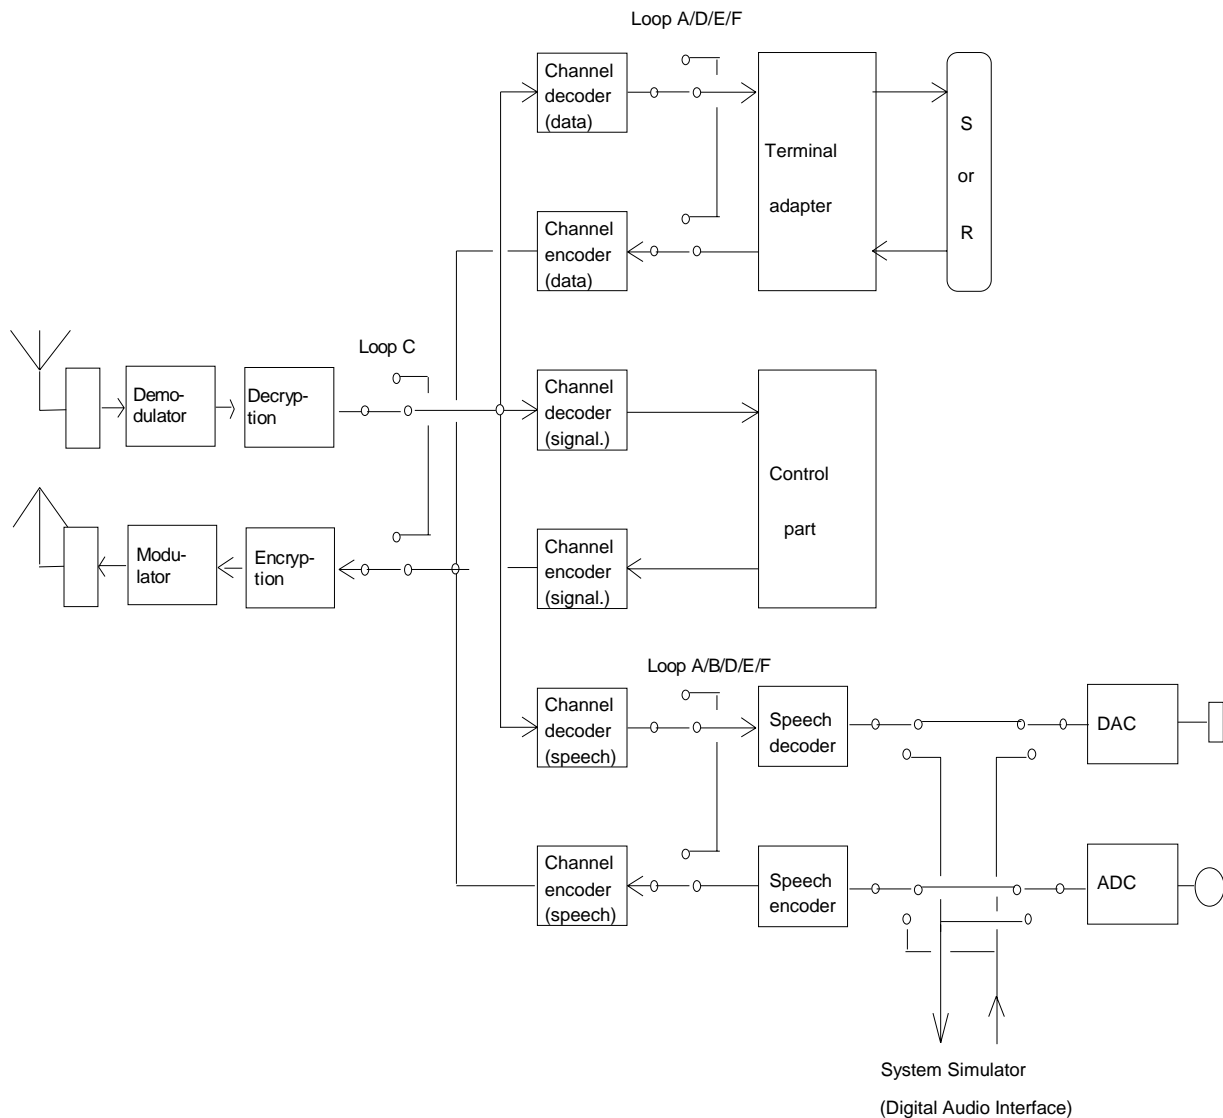 Loop A/D/E/F
Channel
decoder
(data)
Terminal
adapter
S
or
R
Channel
encoder
(data)
Loop C
Demo-
dulator
Decryp-
tion
Channel
decoder
(signal.)
Control
part
Modu-
lator
Encryp-
tion
Channel
encoder
(signal.)
Loop A/B/D/E/F
Channel
decoder
(speech)
Speech
decoder
DAC
Channel
encoder
(speech)
Speech
encoder
ADC
System Simulator
(Digital Audio Interface)